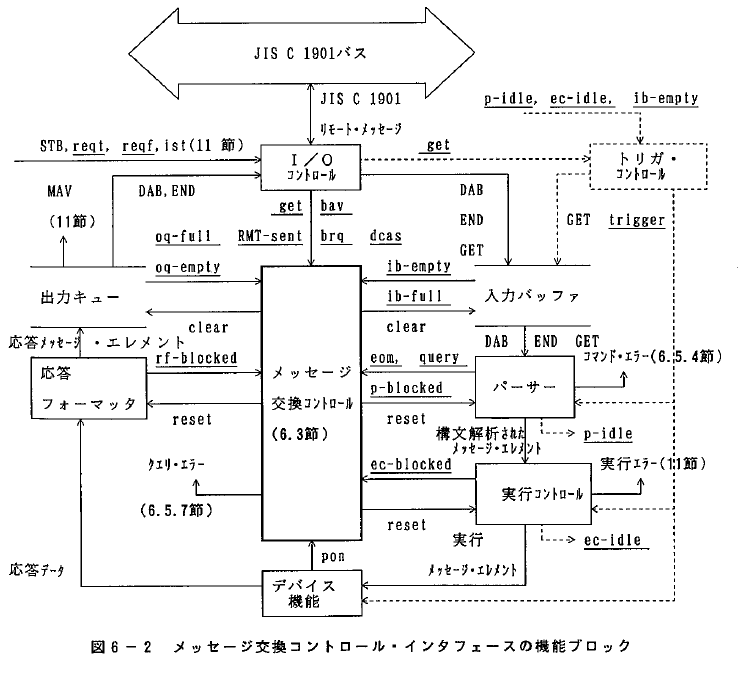 JIS C 1901バス
JIS C 1901
リモート・メッセージ
p-idle, ec-idle, ib-empty
STB,reqt, reqf,ist(11 節)
I/O
コントロール
get
トリガ・
コントロール
MAV
(11節)
DAB,END
get bav
RMT-sent brq dcas
DAB
END
GET
GET trigger
oq-full
oq-empty
出力キュー
clear
ib-empty
ib-full
clear
入力バッファ
応答メッセージ・エレメント
rf-blocked
応答
フォーマッタ
reset
メッセージ
交換コントロール
(6.3節)
DAB END GET
eom, query
p-blocked
reset
パーサー
コマンド・エラー(6.5.4節)
p-idle
構文解析された
メッセージ・エレメント
クエリ・エラー
(6.5.7節)
ec-blocked
reset
実行コントロール
実行エラー(11節)
ec-idle
実行
メッセージ・エレメント
pon
応答データ
デバイス
機能
図6-2 メッセージ交換コントロール・インタフェースの機能ブロック